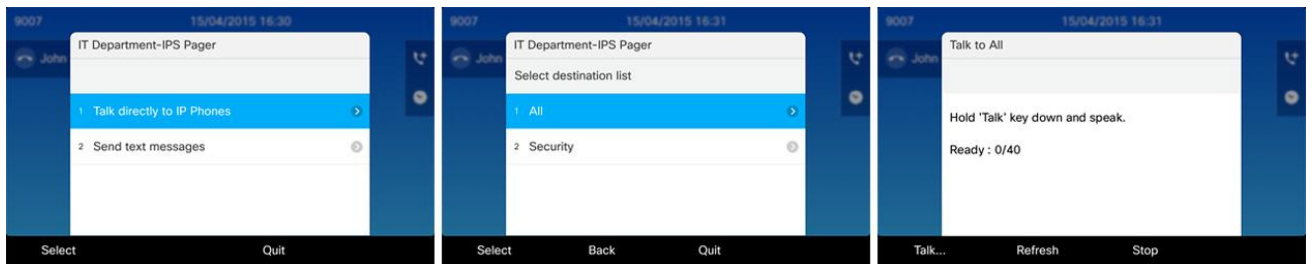 9007 15/04/2015 16:30
IT Department-IPS Pager
John
1 Talk directly to IP Phones
2 Send text messages
Select Quit
9007 15/04/2015 16:31
IT Department-IPS Pager
John
Select destination list
1 All
2 Security
Select Back Quit
9007 15/04/2015 16:31
Talk to All
John
Hold 'Talk' key down and speak.
Ready : 0/40
Talk... Refresh Stop